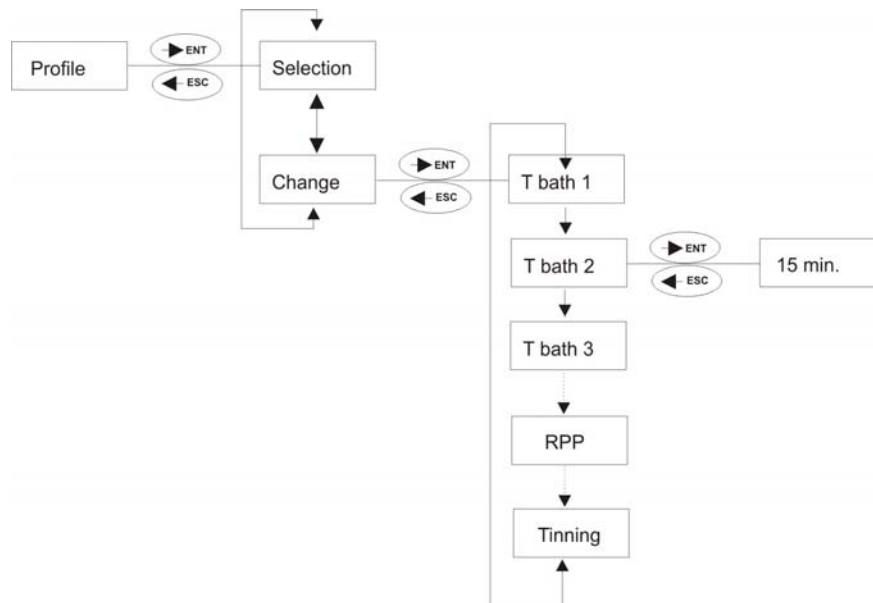 Profile
ENT
ESC
Selection
Change
ENT
ESC
T bath 1
T bath 2
ENT
ESC
15 min.
T bath 3
RPP
Tinning